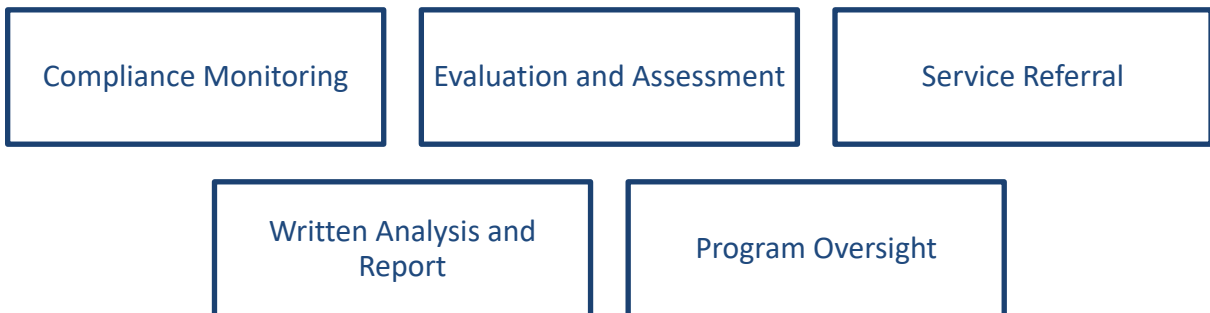 Compliance Monitoring
Evaluation and Assessment
Service Referral
Written Analysis and
Report
Program Oversight